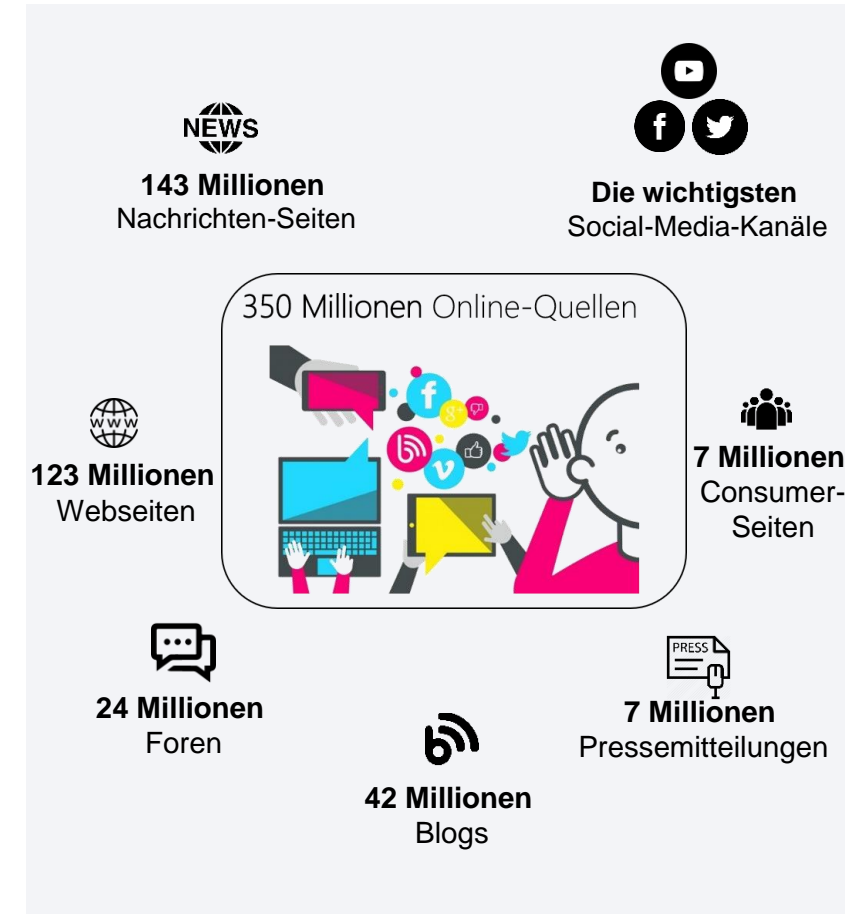 NEWS
143 Millionen
Nachrichten-Seiten
f
Die wichtigsten
Social-Media-Kanäle
350 Millionen Online-Quellen
f
g+
b
v
www
123 Millionen
Webseiten
7 Millionen
Consumer-
Seiten
24 Millionen
Foren
b
42 Millionen
Blogs
PRESS
7 Millionen
Pressemitteilungen